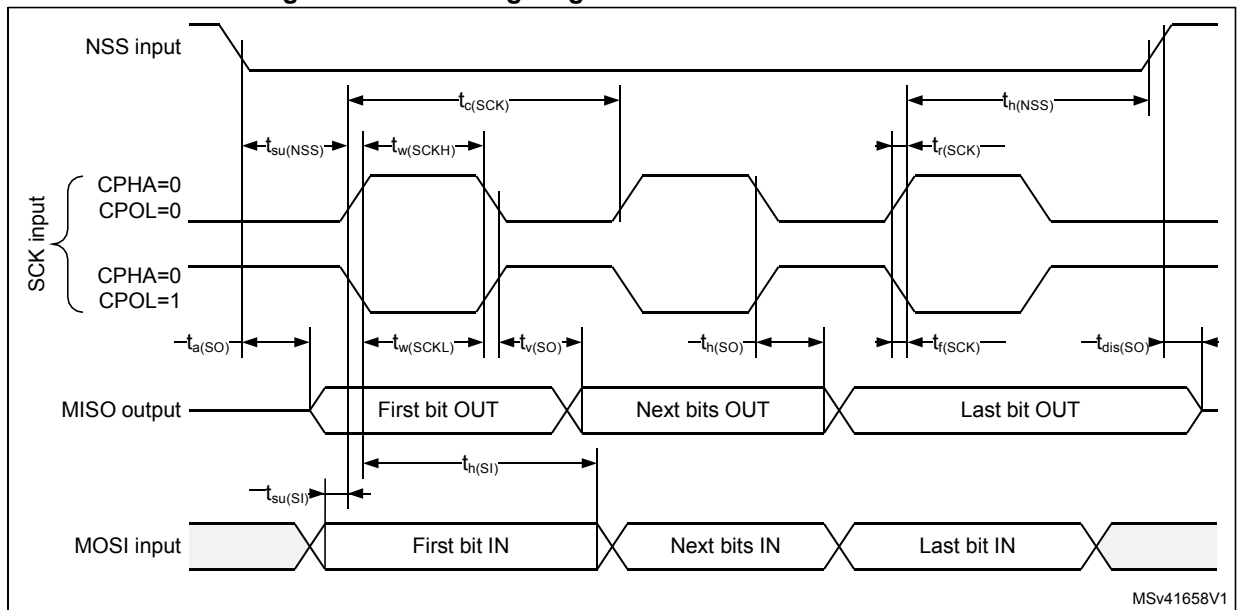 NSS input
tc(SCK)
th(NSS)
tsu(NSS)
tw(SCKH)
tr(SCK)
SCK input
CPHA=0
CPOL=0
CPHA=0
CPOL=1
ta(SO)
tw(SCKL)
tv(SO)
th(SO)
tf(SCK)
tdis(SO)
MISO output
First bit OUT
Next bits OUT
Last bit OUT
th(SI)
tsu(SI)
MOSI input
First bit IN
Next bits IN
Last bit IN
MSv41658V1